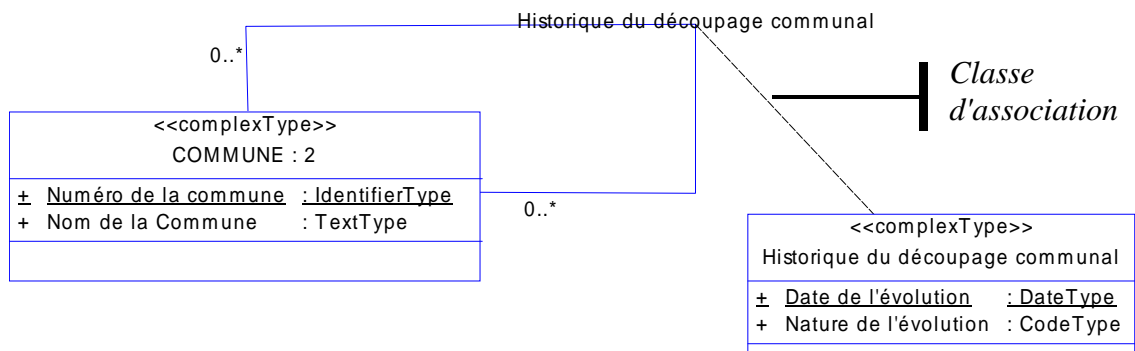 Historique du découpage communal
0..*
Classe
d'association
<<complexType>>
COMMUNE : 2
+ Numéro de la commune : IdentifierType
+ Nom de la Commune : TextType
0..*
<<complexType>>
Historique du découpage communal
+ Date de l'évolution : DateType
+ Nature de l'évolution : CodeType